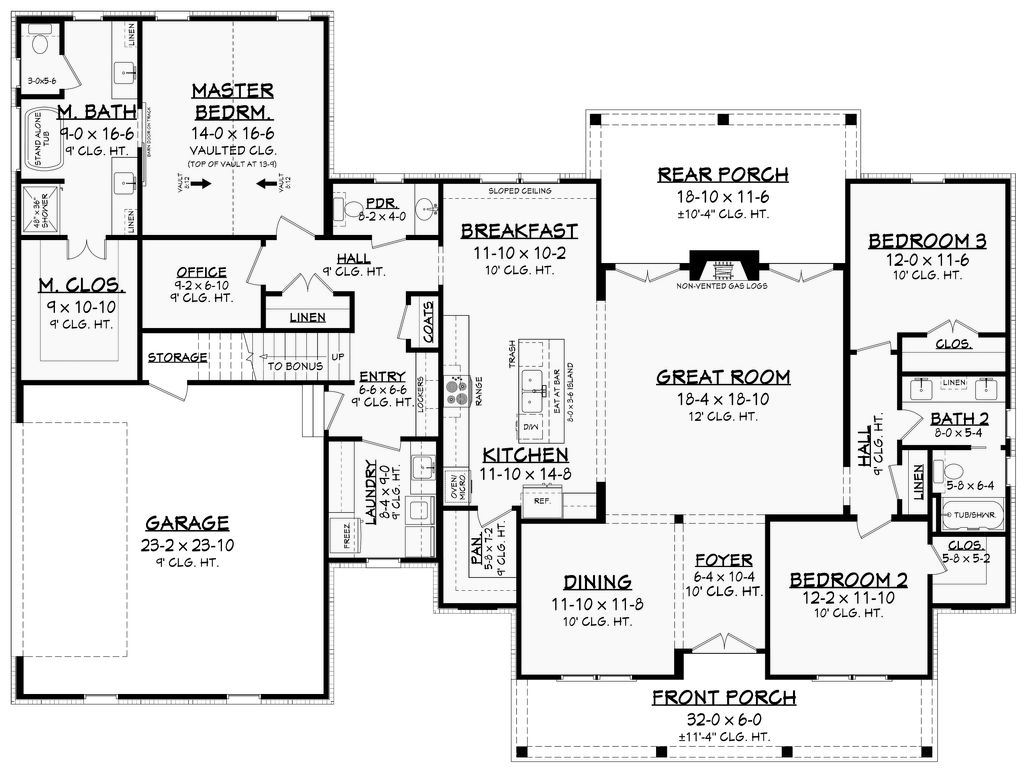 LINEN
3-0x5-6
M. BATH
9-0 x 16-6
9' CLG. HT.
STAND ALONE
TUB
BARN DOOR ON TRACK
48" x 36"
SHOWER
LINEN
MASTER
BEDRM.
14-0 x 16-6
VAULTED CLG.
(TOP OF VAULT AT 13-9)
VAULT
8:12
VAULT
8:12
PDR.
8-2 x 4-0
SLOPED CEILING
BREAKFAST
11-10 x 10-2
10' CLG. HT.
REAR PORCH
18-10 x 11-6
±10'-4" CLG. HT.
NON-VENTED GAS LOGS
BEDROOM 3
12-0 x 11-6
10' CLG. HT.
CLOS.
M. CLOS.
9 x 10-10
9' CLG. HT.
OFFICE
9-2 x 6-10
9' CLG. HT.
HALL
9' CLG. HT.
LINEN
COATS
STORAGE
TO BONUS
UP
ENTRY
6-6 x 6-6
9' CLG. HT.
LOCKERS
RANGE
TRASH
D/W
EAT AT BAR
8-0 x 3-6 ISLAND
GREAT ROOM
18-4 x 18-10
12' CLG. HT.
HALL
9' CLG. HT.
LINEN
BATH 2
8-0 x 5-4
LINEN
5-8 x 6-4
TUB/SHWR.
KITCHEN
11-10 x 14-8
OVEN/
MICRO.
REF.
LAUNDRY
8-4 x 9-0
9' CLG. HT.
FREEZ.
GARAGE
23-2 x 23-10
9' CLG. HT.
PAN.
5-8 x 7-2
9' CLG. HT.
DINING
11-10 x 11-8
10' CLG. HT.
FOYER
6-4 x 10-4
10' CLG. HT.
BEDROOM 2
12-2 x 11-10
10' CLG. HT.
CLOS.
5-8 x 5-2
FRONT PORCH
32-0 x 6-0
±11'-4" CLG. HT.